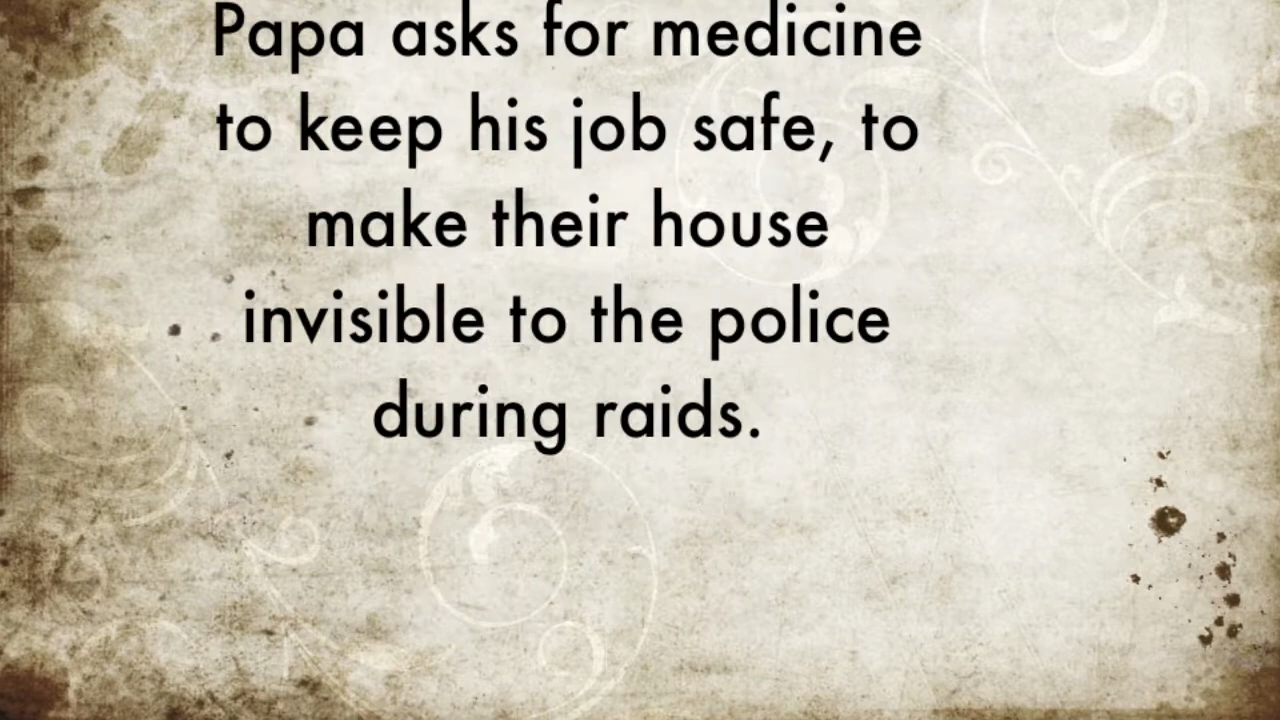 Papa asks for medicine
to keep his job safe, to
make their house
invisible to the police
during raids.